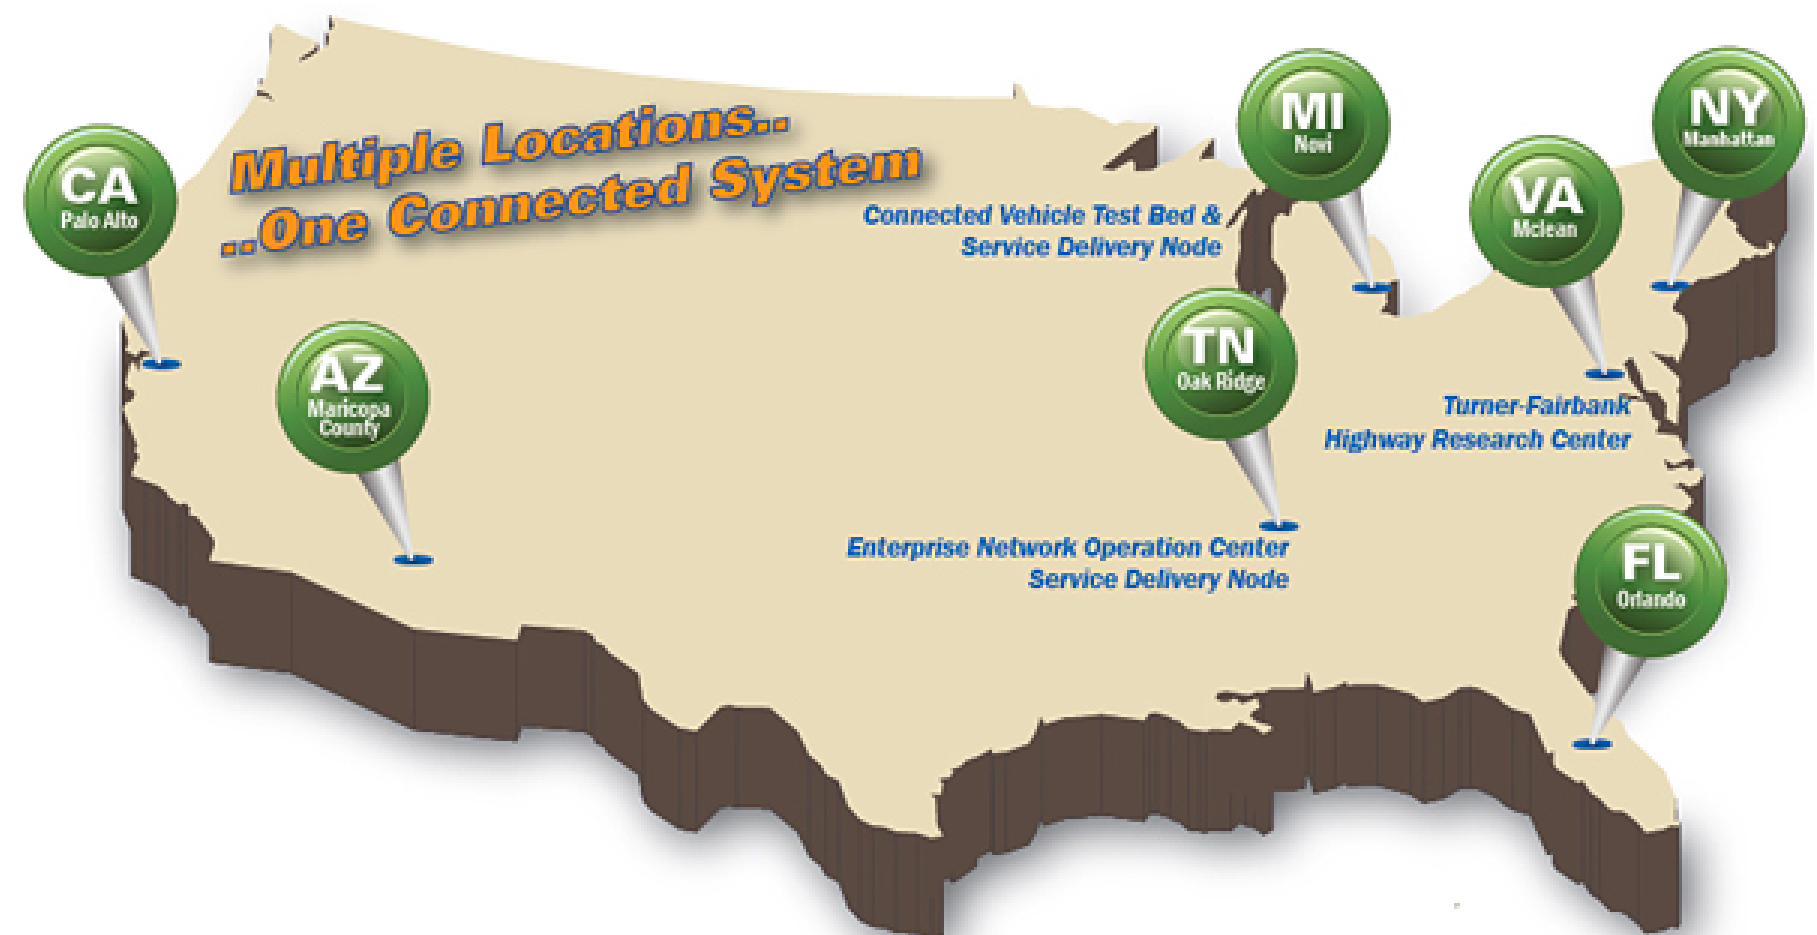 Multiple Locations..
..One Connected System
CA
Palo Alto
AZ
Maricopa
County
MI
Novi
Connected Vehicle Test Bed &
Service Delivery Node
NY
Manhattan
VA
Mclean
Turner-Fairbank
Highway Research Center
TN
Oak Ridge
Enterprise Network Operation Center
Service Delivery Node
FL
Orlando